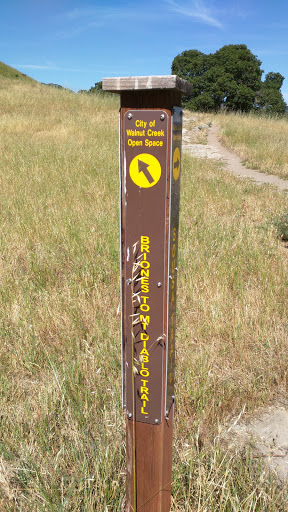 City of
Walnut Creek
Open Space
BRIONES TO MT DIABLO TRAIL